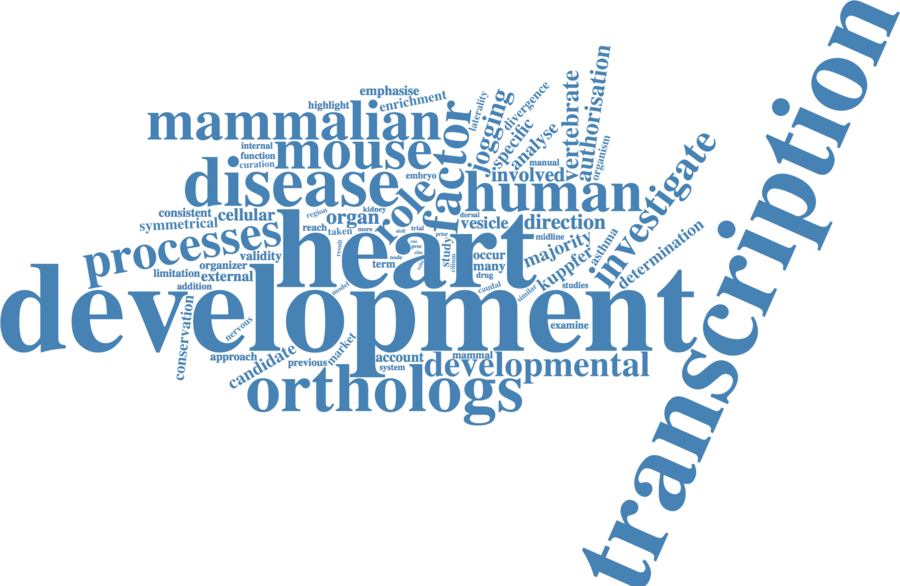 emphasise
highlight
enrichment
mammalian
laterality
jogging
divergence
vertebrate
authorisation
transcription
internal
function
curation
mouse
factor
specific
analyse
manual
organism
disease
embryo
role
involved
human
investigate
consistent
symmetrical
cellular
region
kidney
organ
reach
taken
more
shift
trial
prior
dorsal
vesicle
direction
processes
validity
heart
study
cilium
midline
majority
asthma
determination
limitation
organizer
external
result
term
node
occur
many
drug
kuppfer
studies
addition
model
caudal
similar
development
conservation
nervous
examine
approach
candidate
previous
market
account
system
mammal
developmental
orthologs